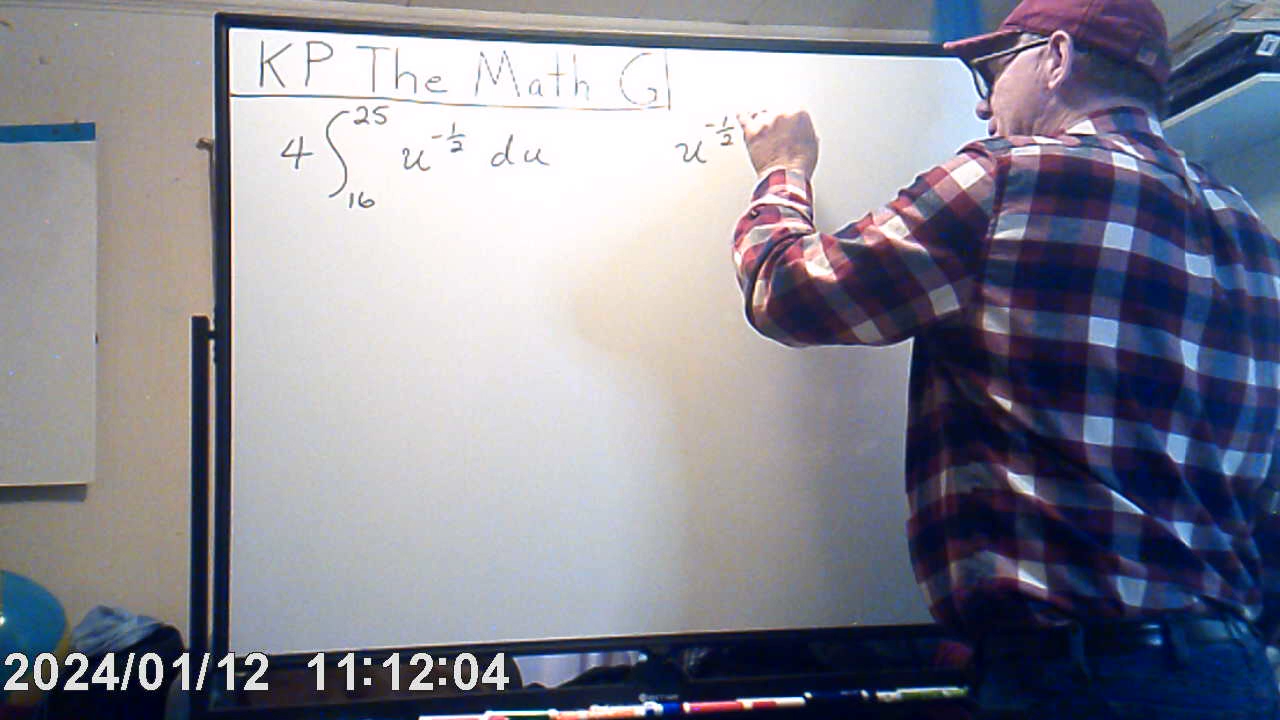 KP The Math G
4 ∫₁₆²⁵ u^(-1/2) du u^(-1/2)
2024/01/12 11:12:04